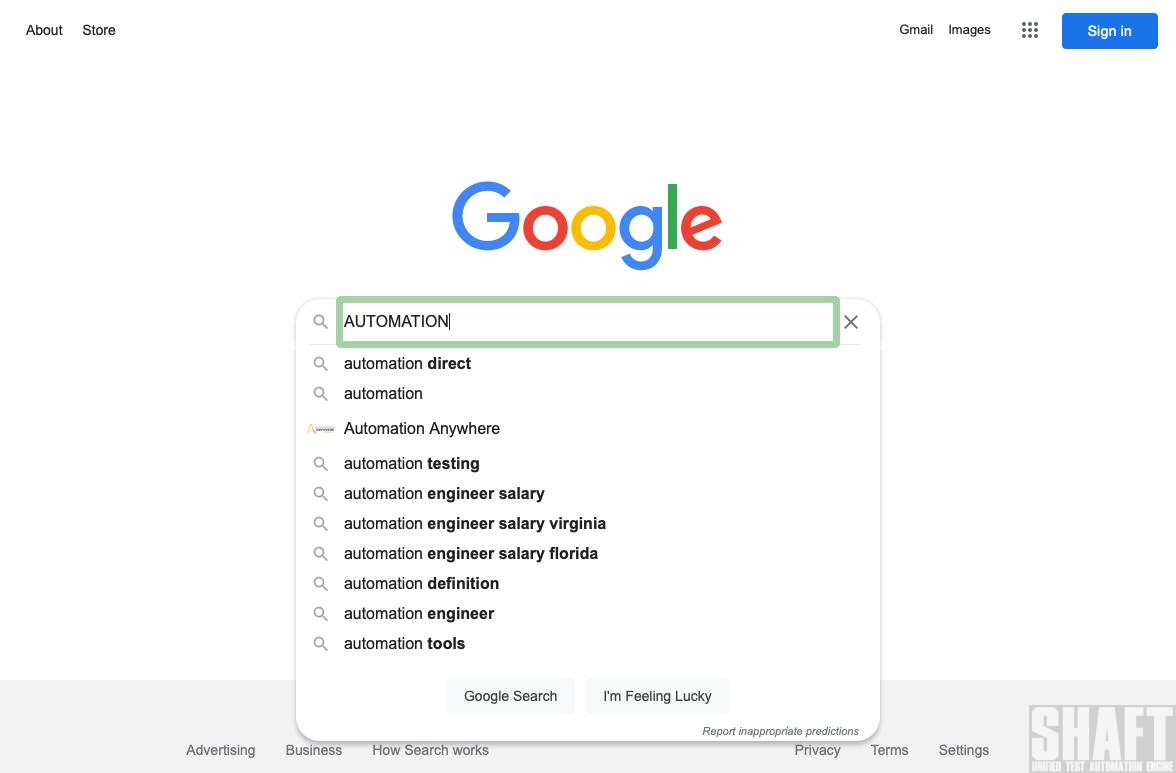 About Store Gmail Images Sign in
Google
AUTOMATION
automation direct
automation
Automation Anywhere
automation testing
automation engineer salary
automation engineer salary virginia
automation engineer salary florida
automation definition
automation engineer
automation tools
Google Search I'm Feeling Lucky
Report inappropriate predictions
Advertising Business How Search works Privacy Terms Settings
SHAFT
UNIFIED TEST AUTOMATION ENGINE